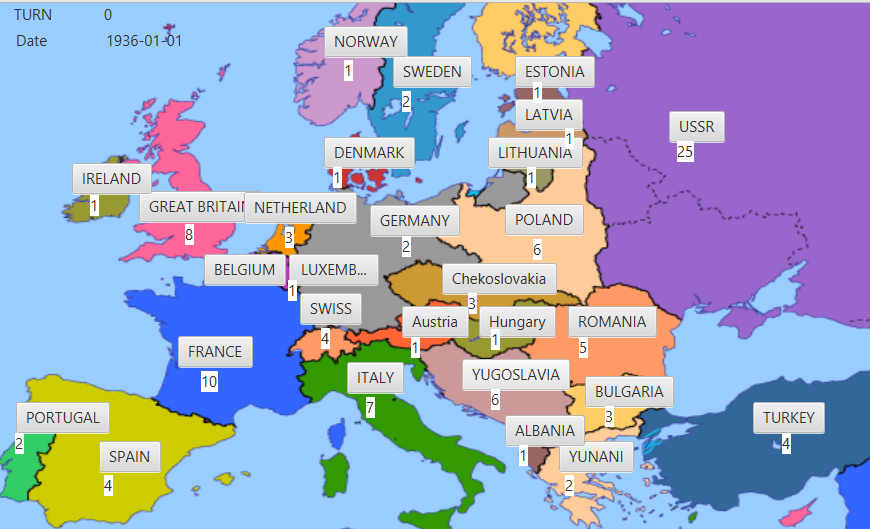 TURN 0
Date 1936-01-01
NORWAY
1
SWEDEN
2
ESTONIA
1
LATVIA
1
USSR
25
DENMARK
1
LITHUANIA
1
IRELAND
1
GREAT BRITAIN
8
NETHERLAND
3
GERMANY
2
POLAND
6
BELGIUM
LUXEMB...
1
Chekoslovakia
3
SWISS
4
Austria
1
Hungary
1
ROMANIA
5
FRANCE
10
ITALY
7
YUGOSLAVIA
6
BULGARIA
3
PORTUGAL
2
SPAIN
4
ALBANIA
1
YUNANI
2
TURKEY
4